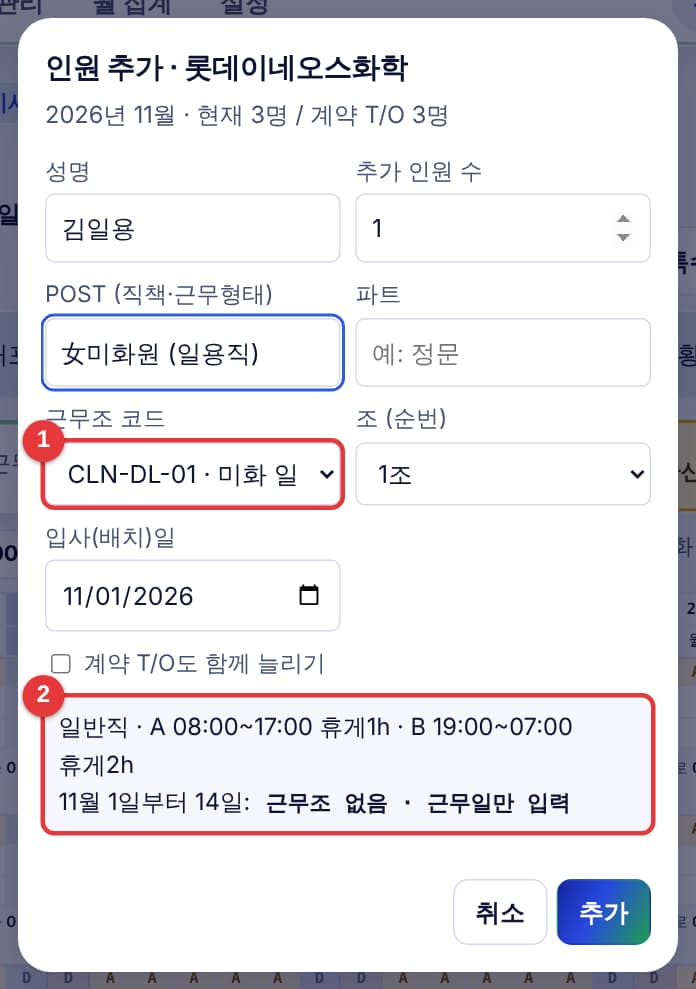 관리 월 집계 설정
인원 추가 · 롯데이네오스화학
2026년 11월 · 현재 3명 / 계약 T/O 3명
성명 추가 인원 수
김일용 1
POST (직책·근무형태) 파트
女미화원 (일용직) 예: 정문
근무조 코드 조 (순번)
1
CLN-DL-01 · 미화 일 1조
입사(배치)일
11/01/2026
계약 T/O도 함께 늘리기
2
일반직 · A 08:00~17:00 휴게1h · B 19:00~07:00
휴게2h
11월 1일부터 14일: 근무조 없음 · 근무일만 입력
취소 추가
D D A A A A A D D A A A A A D D